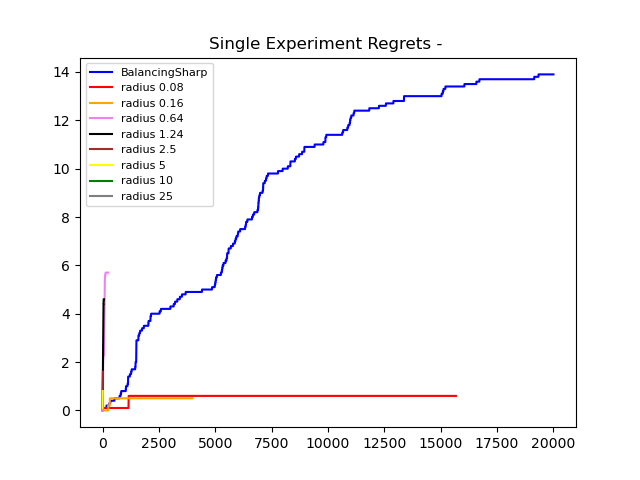 Single Experiment Regrets -
BalancingSharp
radius 0.08
radius 0.16
radius 0.64
radius 1.24
radius 2.5
radius 5
radius 10
radius 25
14
12
10
8
6
4
2
0
0 2500 5000 7500 10000 12500 15000 17500 20000